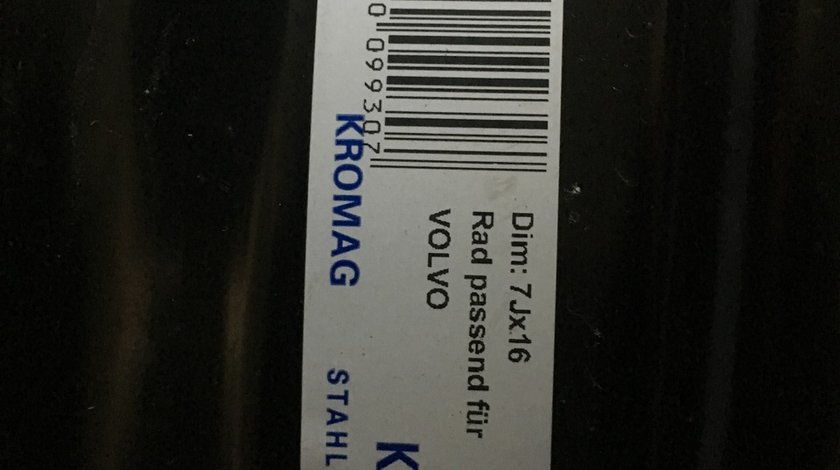 0 099307
Dim: 7Jx16
Rad passend für
VOLVO
KROMAG
STAHL
K